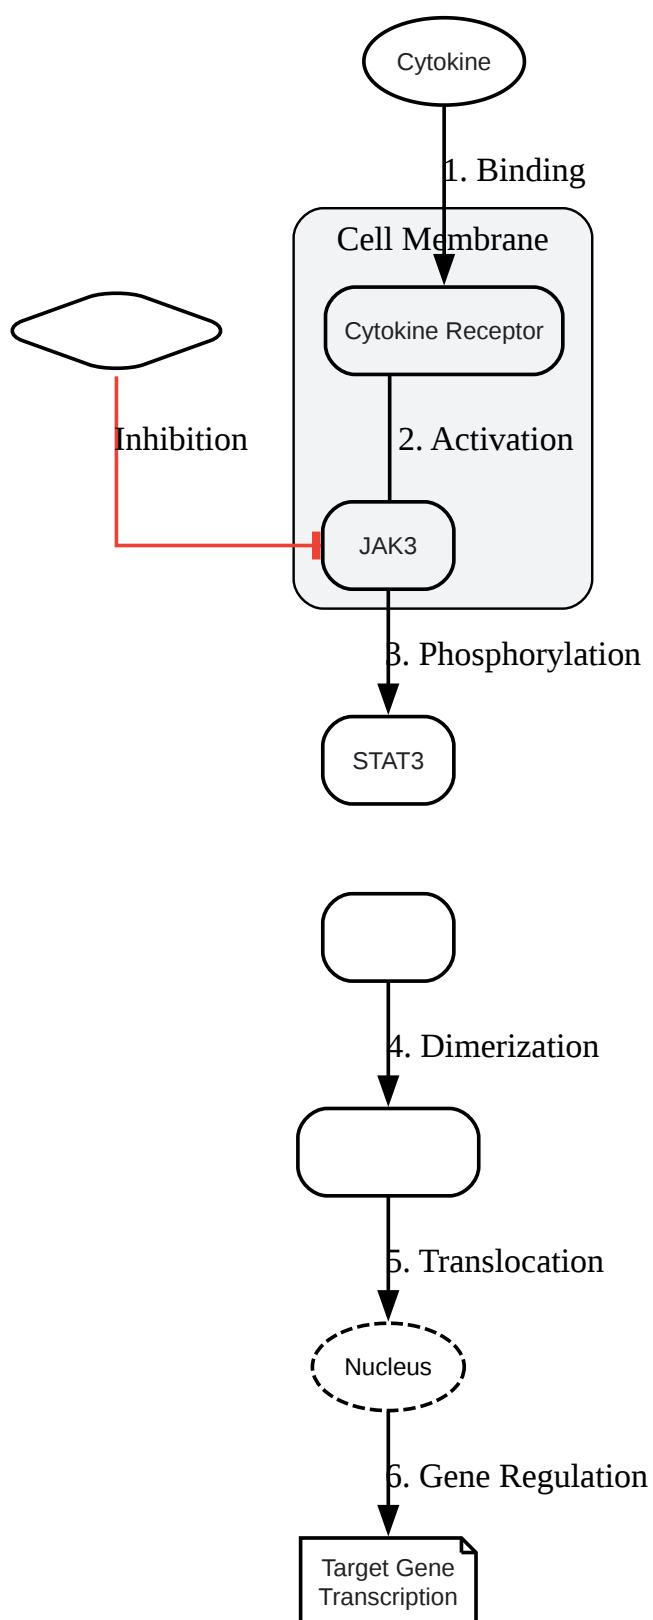 Cytokine
1. Binding
Cell Membrane
Cytokine Receptor
Inhibition
2. Activation
JAK3
3. Phosphorylation
STAT3
4. Dimerization
5. Translocation
Nucleus
6. Gene Regulation
Target Gene
Transcription